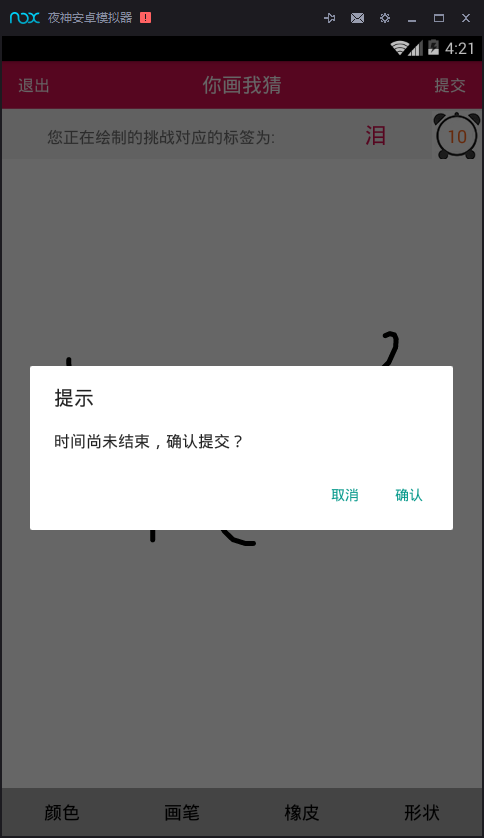 nox 夜神安卓模拟器
4:21
退出 你画我猜 提交
您正在绘制的挑战对应的标签为: 泪 10
提示
时间尚未结束，确认提交？
取消 确认
颜色 画笔 橡皮 形状